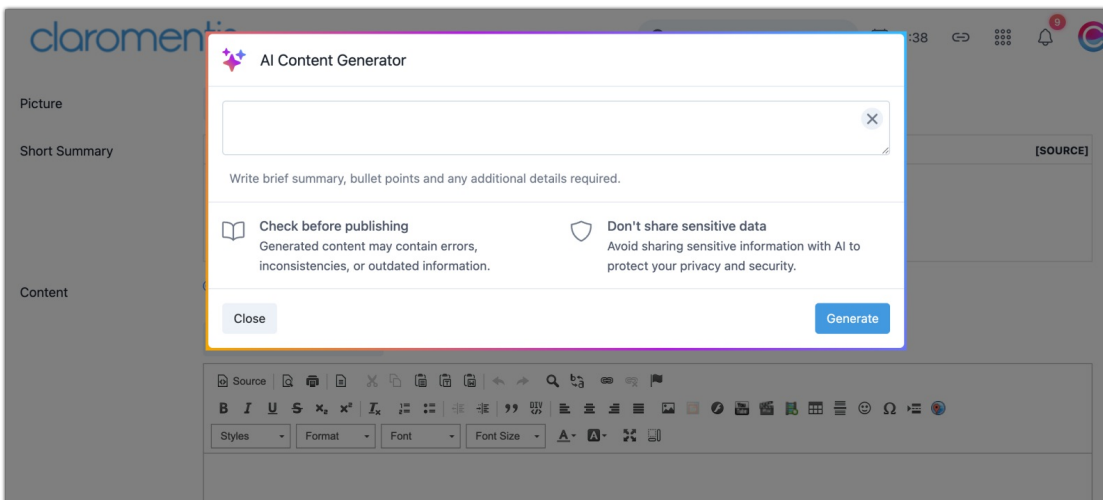 claromen
:38
9
AI Content Generator
Picture
Short Summary
[SOURCE]
Write brief summary, bullet points and any additional details required.
Check before publishing
Generated content may contain errors,
inconsistencies, or outdated information.
Don't share sensitive data
Avoid sharing sensitive information with AI to
protect your privacy and security.
Content
Close
Generate
Source
B I U S x₂ x² Iₓ
Styles Format Font Font Size A A